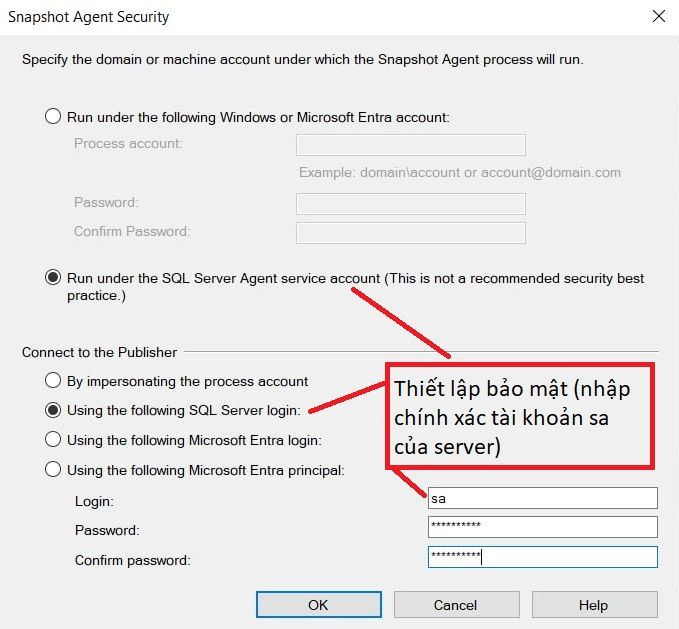 Snapshot Agent Security
Specify the domain or machine account under which the Snapshot Agent process will run.
Run under the following Windows or Microsoft Entra account:
Process account:
Example: domain\account or account@domain.com
Password:
Confirm Password:
Run under the SQL Server Agent service account (This is not a recommended security best
practice.)
Connect to the Publisher
By impersonating the process account
Using the following SQL Server login:
Using the following Microsoft Entra login:
Using the following Microsoft Entra principal:
Thiết lập bảo mật (nhập
chính xác tài khoản sa
của server)
Login: sa
Password: **********
Confirm password: **********
OK Cancel Help